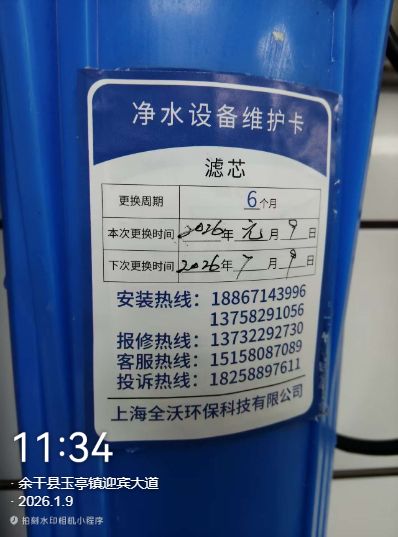 净水设备维护卡
滤芯
更换周期 6个月
本次更换时间 2026年元月9日
下次更换时间 2026年7月9日
安装热线：18867143996
13758291056
报修热线：13732292730
客服热线：15158087089
投诉热线：18258897611
上海全沃环保科技有限公司
11:34
· 余干县玉亭镇迎宾大道
· 2026.1.9
拍刻水印相机小程序